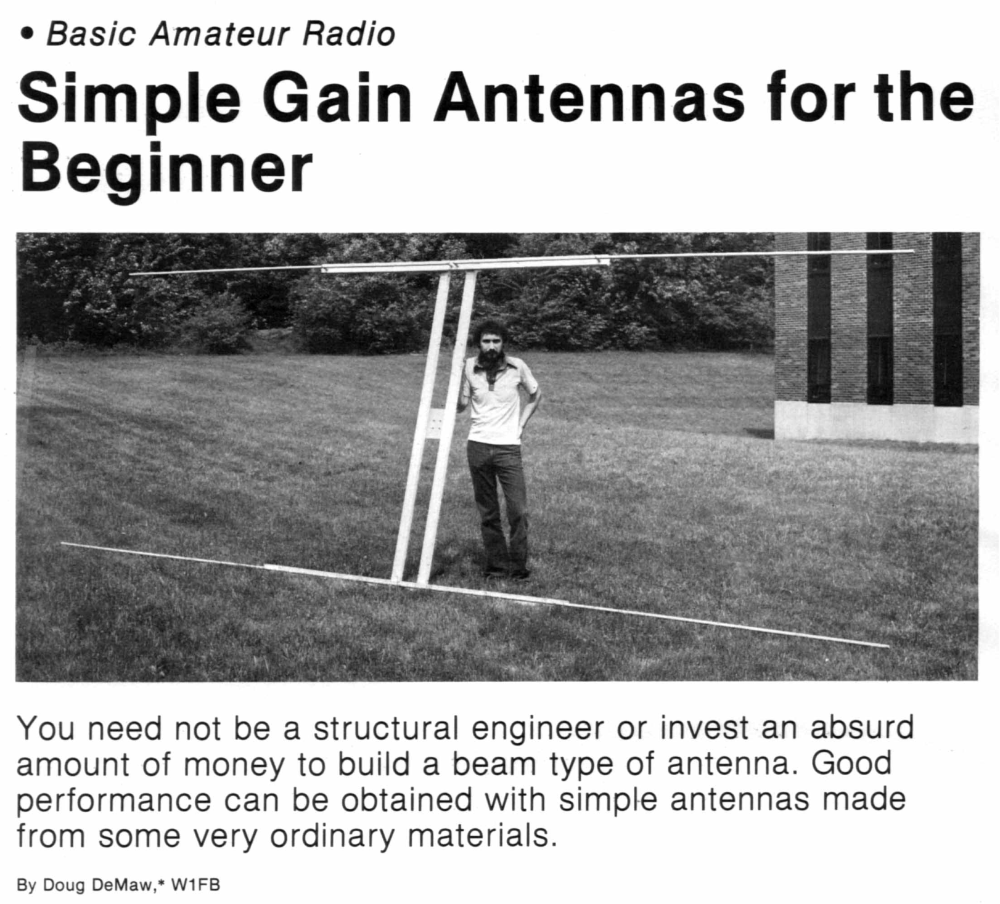 • Basic Amateur Radio
Simple Gain Antennas for the
Beginner
You need not be a structural engineer or invest an absurd
amount of money to build a beam type of antenna. Good
performance can be obtained with simple antennas made
from some very ordinary materials.
By Doug DeMaw,* W1FB